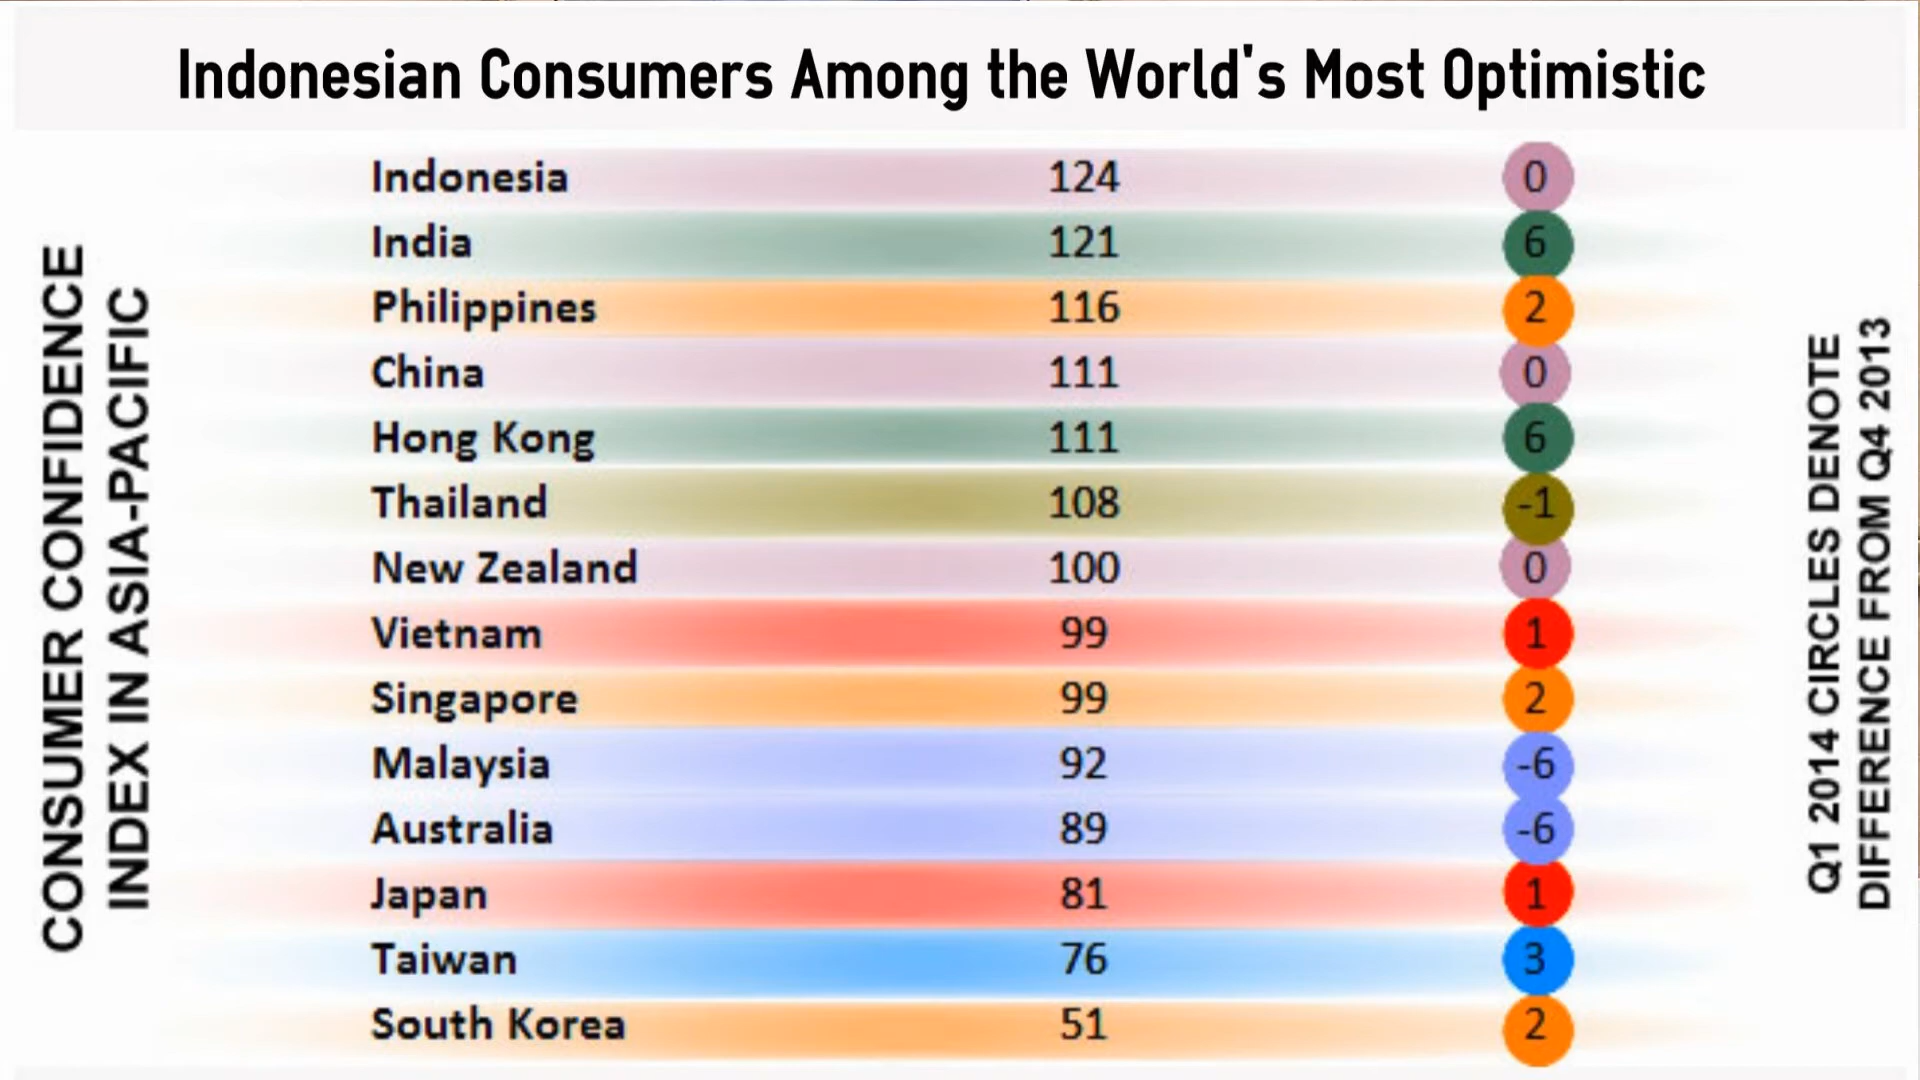 Indonesian Consumers Among the World's Most Optimistic
CONSUMER CONFIDENCE
INDEX IN ASIA-PACIFIC
Indonesia 124 0
India 121 6
Philippines 116 2
China 111 0
Hong Kong 111 6
Thailand 108 -1
New Zealand 100 0
Vietnam 99 1
Singapore 99 2
Malaysia 92 -6
Australia 89 -6
Japan 81 1
Taiwan 76 3
South Korea 51 2
Q1 2014 CIRCLES DENOTE
DIFFERENCE FROM Q4 2013